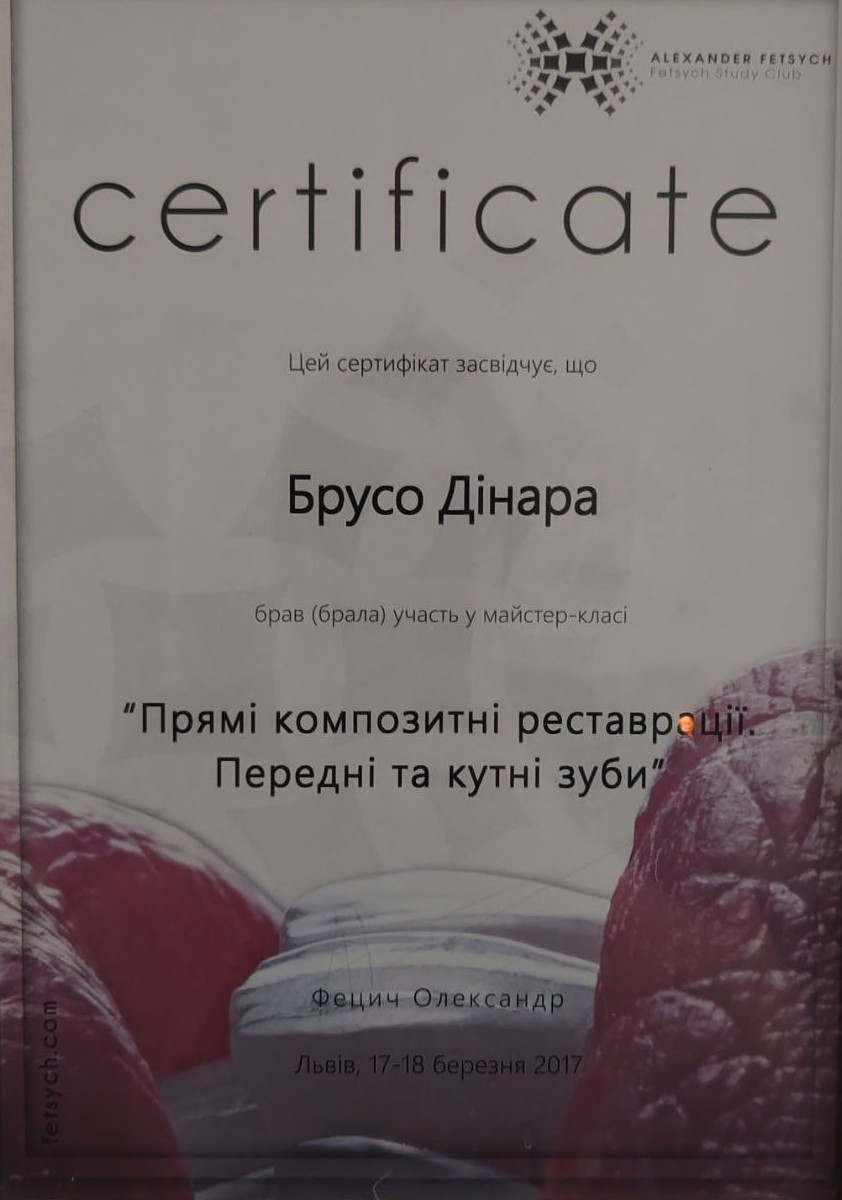 ALEXANDER FETSYCH
Fetsych Study Club
certificate
Цей сертифікат засвідчує, що
Брусо Дінара
брав (брала) участь у майстер-класі
“Прямі композитні реставрації.
Передні та кутні зуби”
Фецич Олександр
Львів, 17-18 березня 2017
fetsych.com